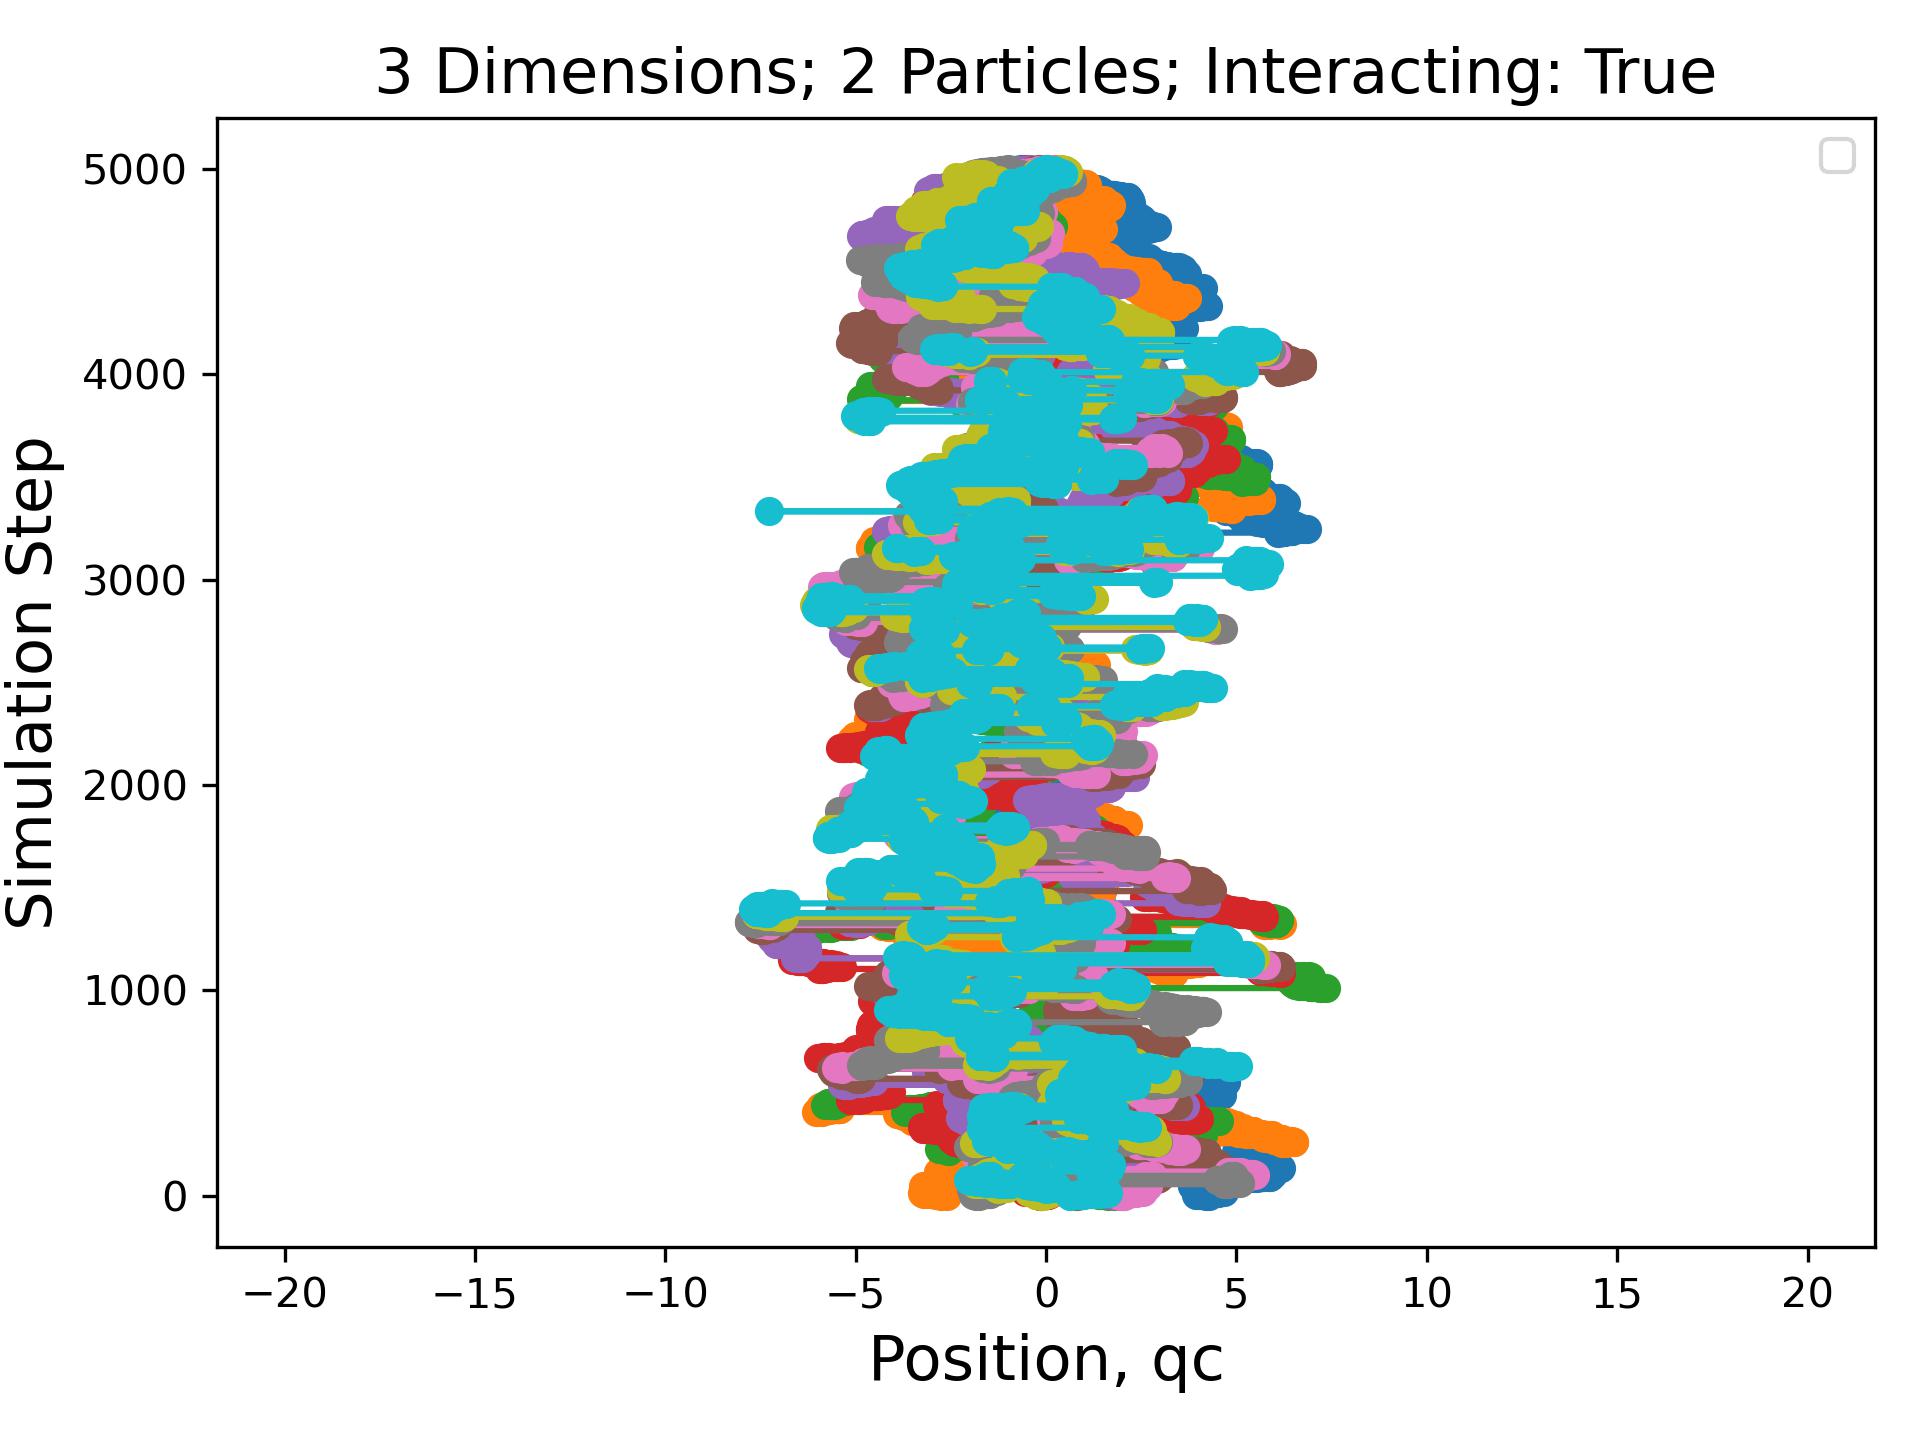 3 Dimensions; 2 Particles; Interacting: True
Simulation Step
5000
4000
3000
2000
1000
0
−20 −15 −10 −5 0 5 10 15 20
Position, qc